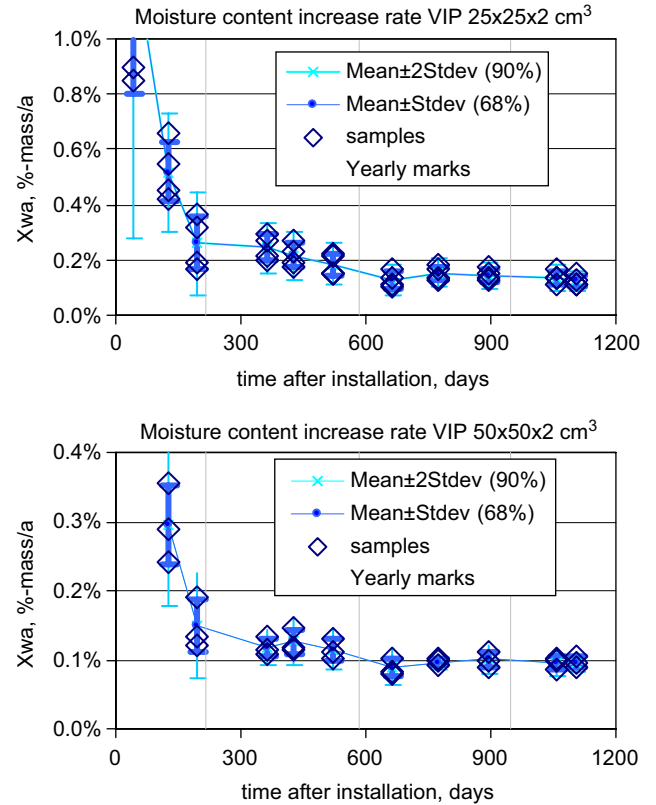 Moisture content increase rate VIP 25x25x2 cm³
1.0%
0.8%
0.6%
0.4%
0.2%
0.0%
Xwa, %-mass/a
Mean±2Stdev (90%)
Mean±Stdev (68%)
samples
Yearly marks
0 300 600 900 1200
time after installation, days
Moisture content increase rate VIP 50x50x2 cm³
0.4%
0.3%
0.2%
0.1%
0.0%
Xwa, %-mass/a
Mean±2Stdev (90%)
Mean±Stdev (68%)
samples
Yearly marks
0 300 600 900 1200
time after installation, days